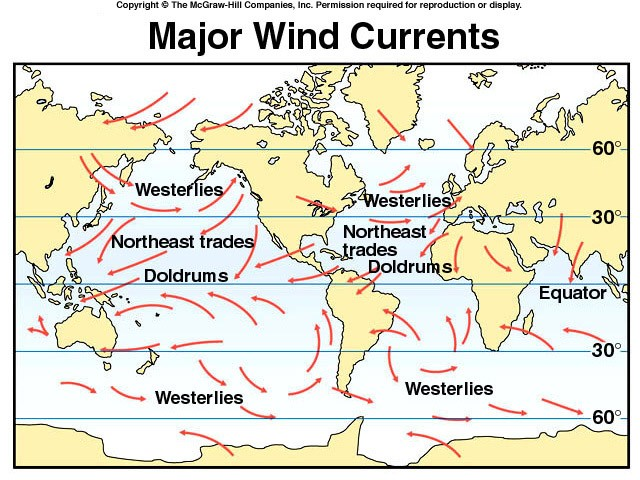 Copyright © The McGraw-Hill Companies, Inc. Permission required for reproduction or display.
Major Wind Currents
60°
Westerlies
Westerlies
30°
Northeast trades
Northeast
trades
Doldrums
Doldrums
Equator
30°
Westerlies
Westerlies
60°